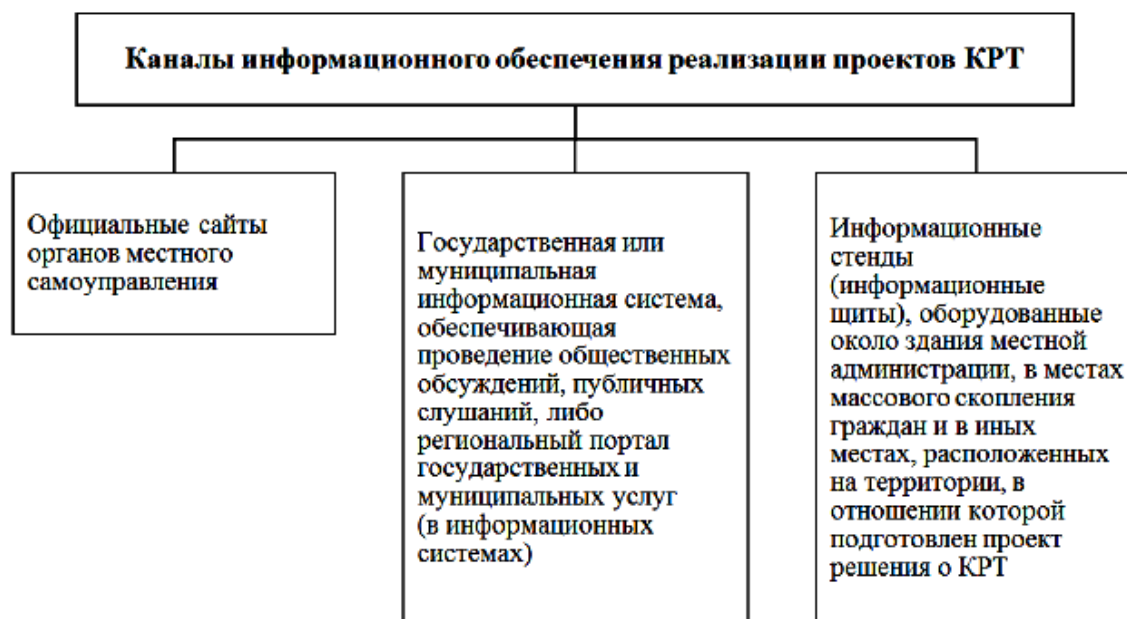 Каналы информационного обеспечения реализации проектов КРТ
Официальные сайты
органов местного
самоуправления
Государственная или
муниципальная
информационная система,
обеспечивающая
проведение общественных
обсуждений, публичных
слушаний, либо
региональный портал
государственных и
муниципальных услуг
(в информационных
системах)
Информационные
стенды
(информационные
щиты), оборудованные
около здания местной
администрации, в местах
массового скопления
граждан и в иных
местах, расположенных
на территории, в
отношении которой
подготовлен проект
решения о КРТ